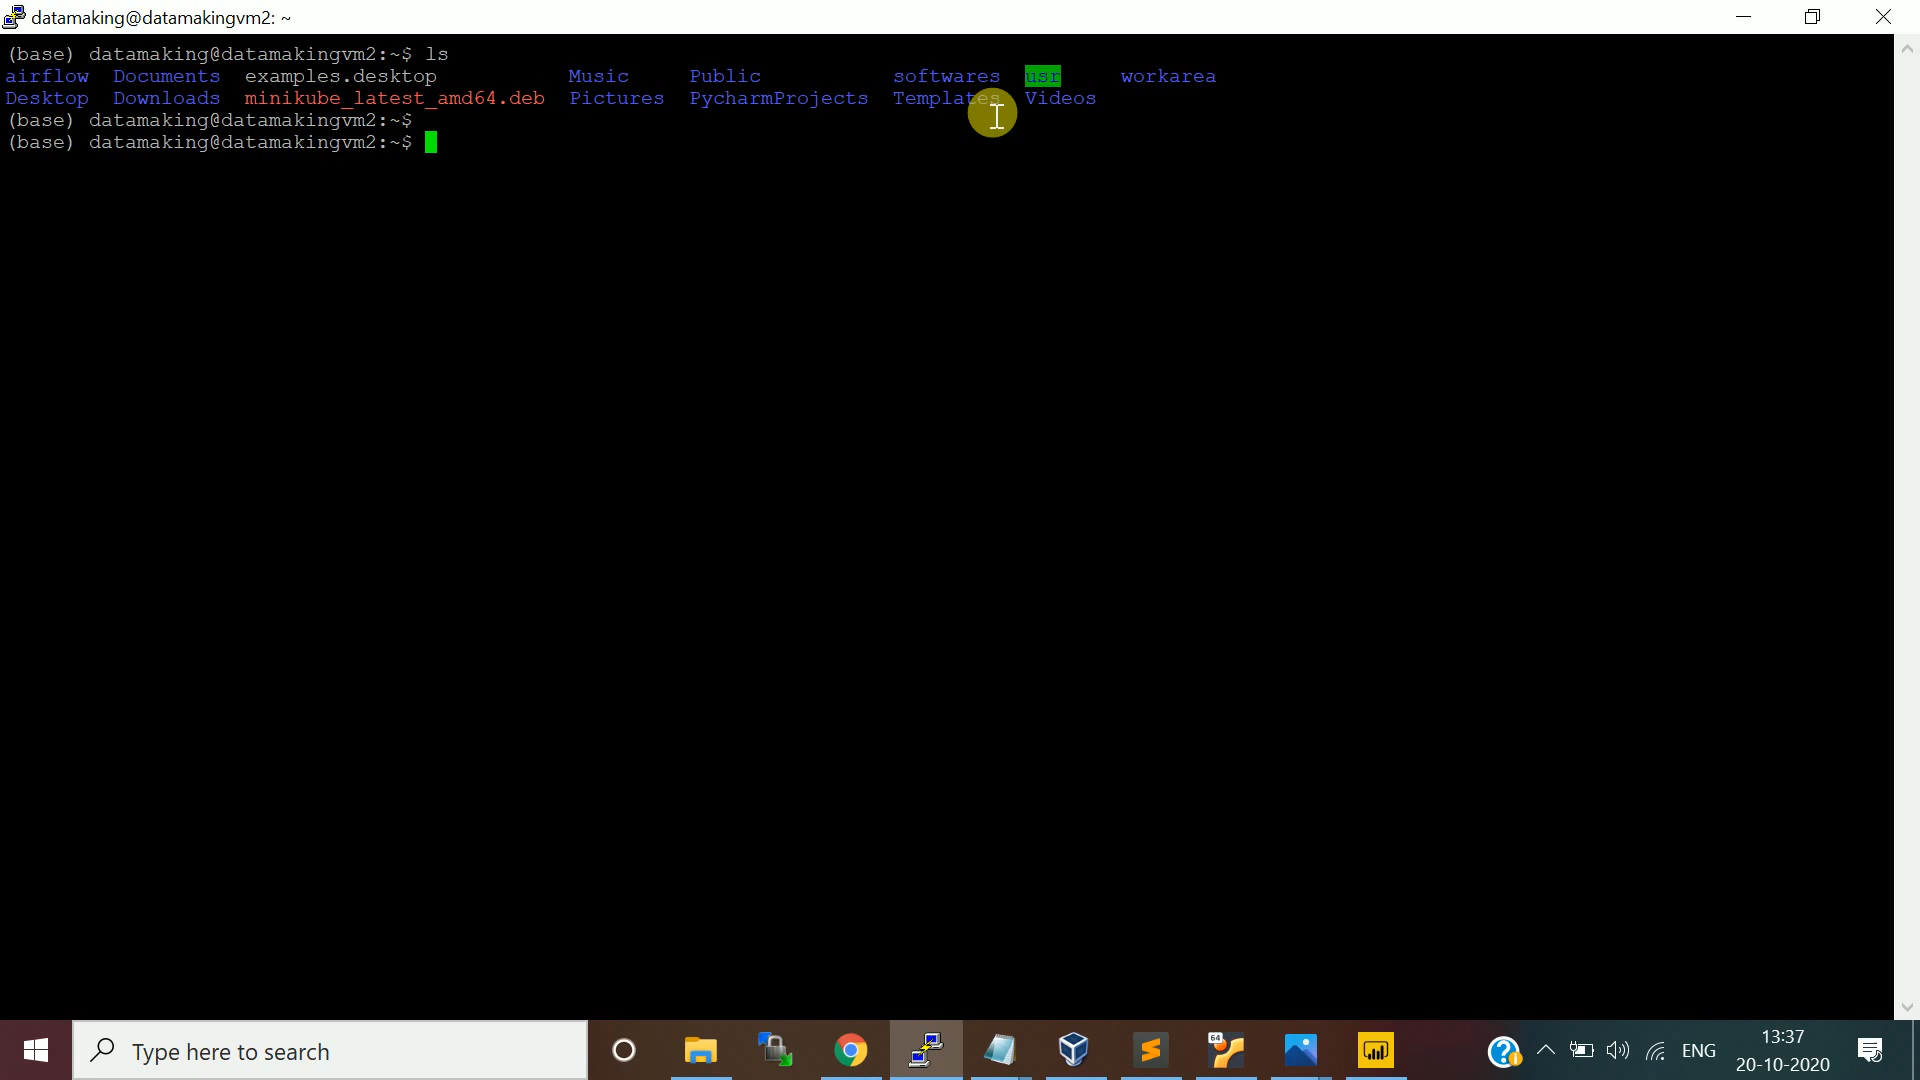 datamaking@datamakingvm2: ~
(base) datamaking@datamakingvm2:~$ ls
airflow  Documents  examples.desktop           Music     Public           softwares  usr     workarea
Desktop  Downloads  minikube_latest_amd64.deb  Pictures  PycharmProjects  Templates  Videos
(base) datamaking@datamakingvm2:~$
(base) datamaking@datamakingvm2:~$
Type here to search
64
ENG
13:37
20-10-2020